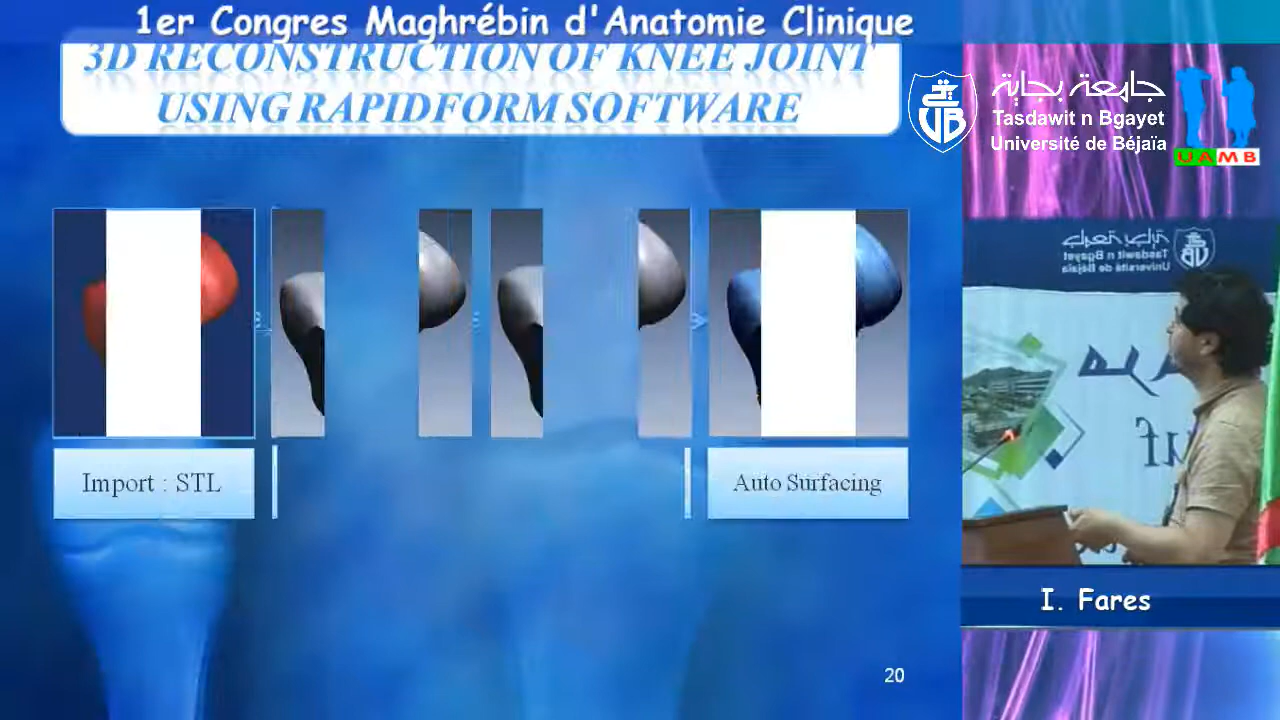 1er Congres Maghrébin d'Anatomie Clinique
3D RECONSTRUCTION OF KNEE JOINT
USING RAPIDFORM SOFTWARE
جامعة بجاية
Tasdawit n Bgayet
Université de Béjaïa
UAMB
Import : STL
Auto Surfacing
I. Fares
20